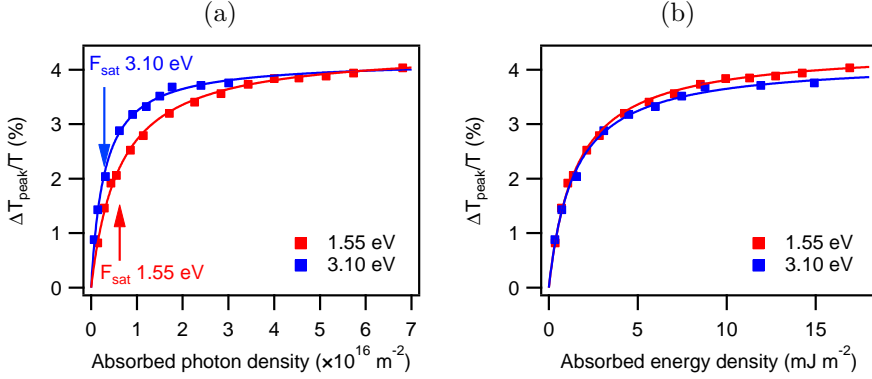 (a)
(b)
ΔT_peak/T (%)
4
3
2
1
0
F_sat 3.10 eV
F_sat 1.55 eV
1.55 eV
3.10 eV
0 1 2 3 4 5 6 7
Absorbed photon density (×10^16 m^-2)
ΔT_peak/T (%)
4
3
2
1
0
1.55 eV
3.10 eV
0 5 10 15
Absorbed energy density (mJ m^-2)